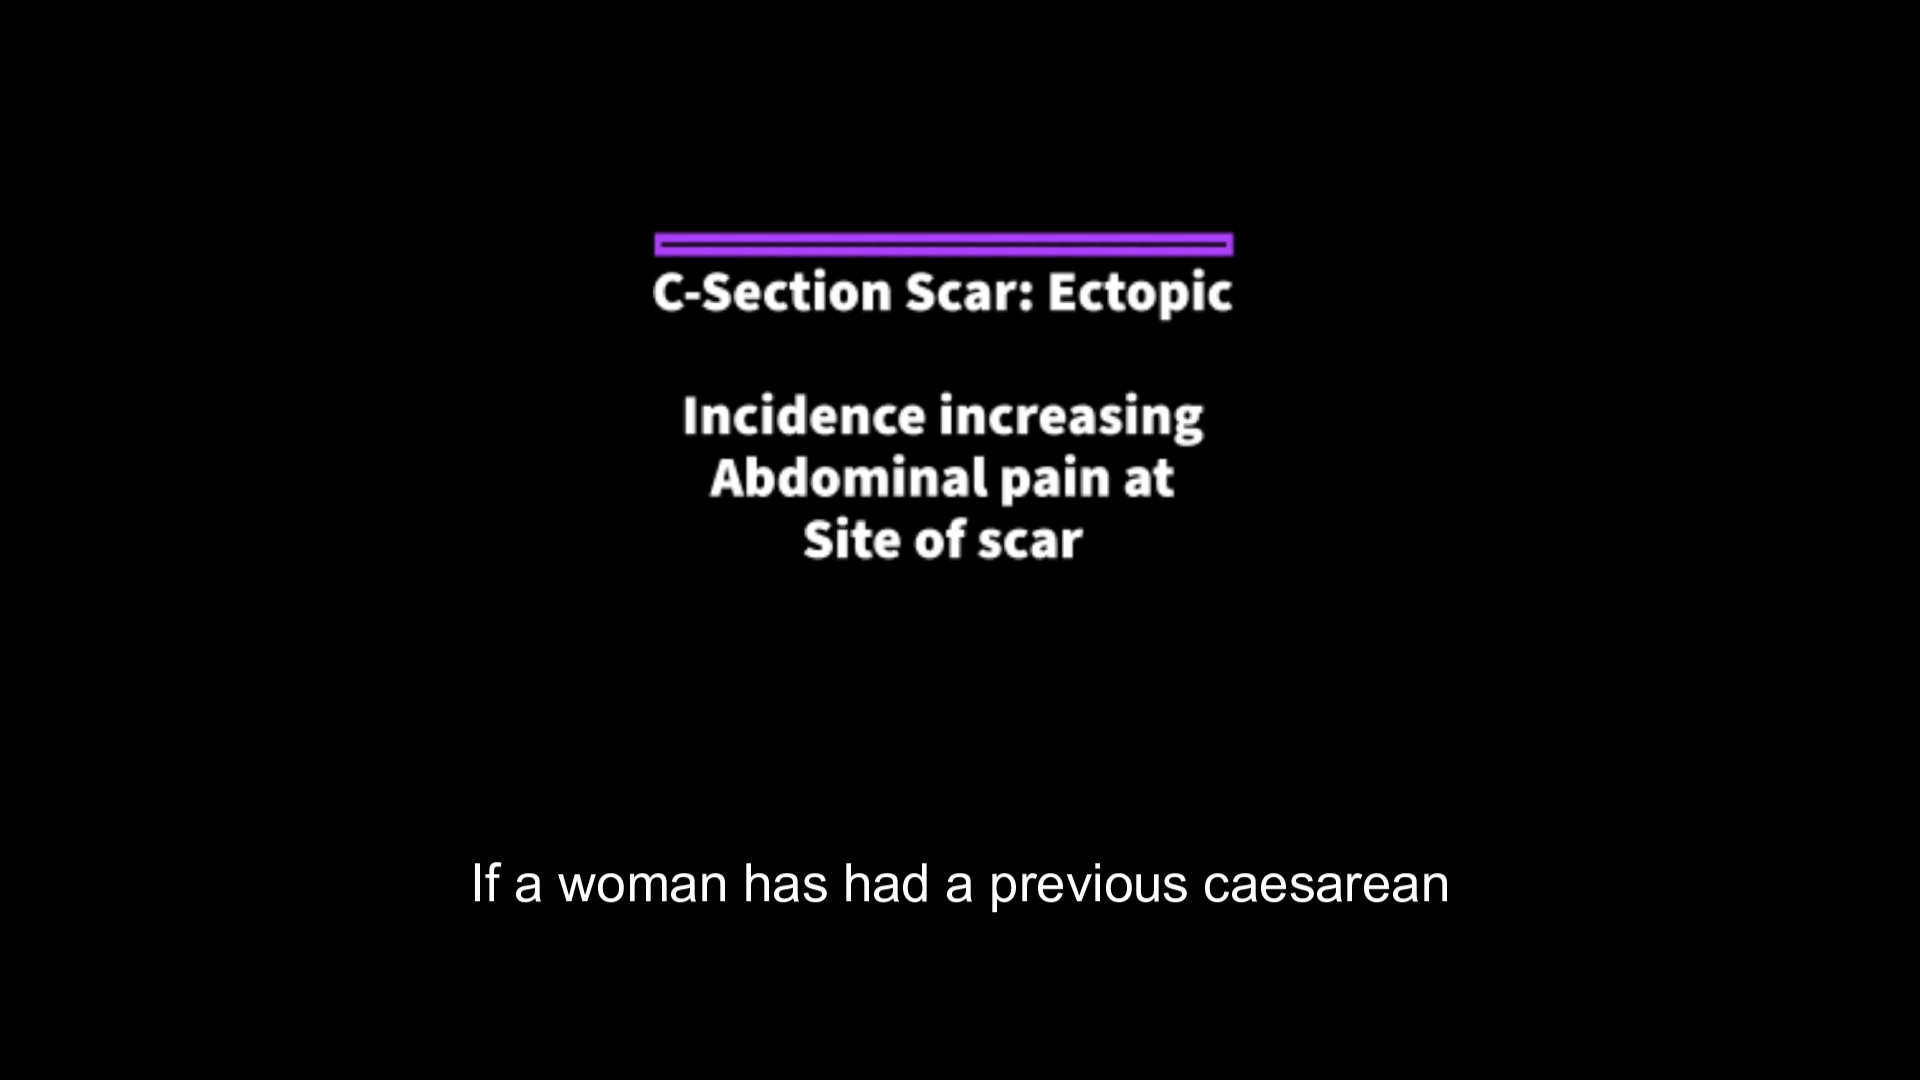 C-Section Scar: Ectopic
Incidence increasing
Abdominal pain at
Site of scar
If a woman has had a previous caesarean